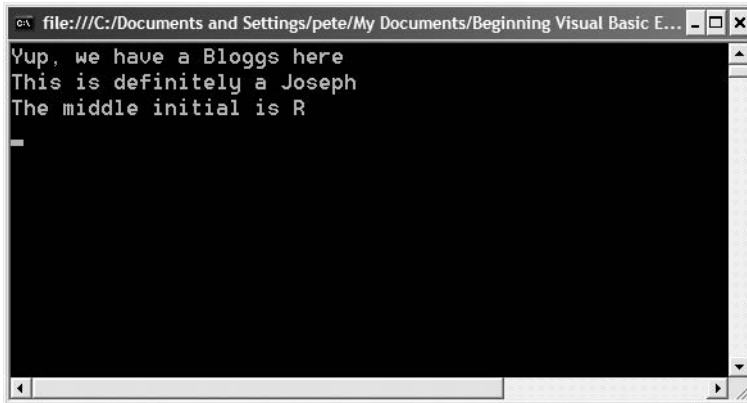 file:///C:/Documents and Settings/pete/My Documents/Beginning Visual Basic E...
Yup, we have a Bloggs here
This is definitely a Joseph
The middle initial is R